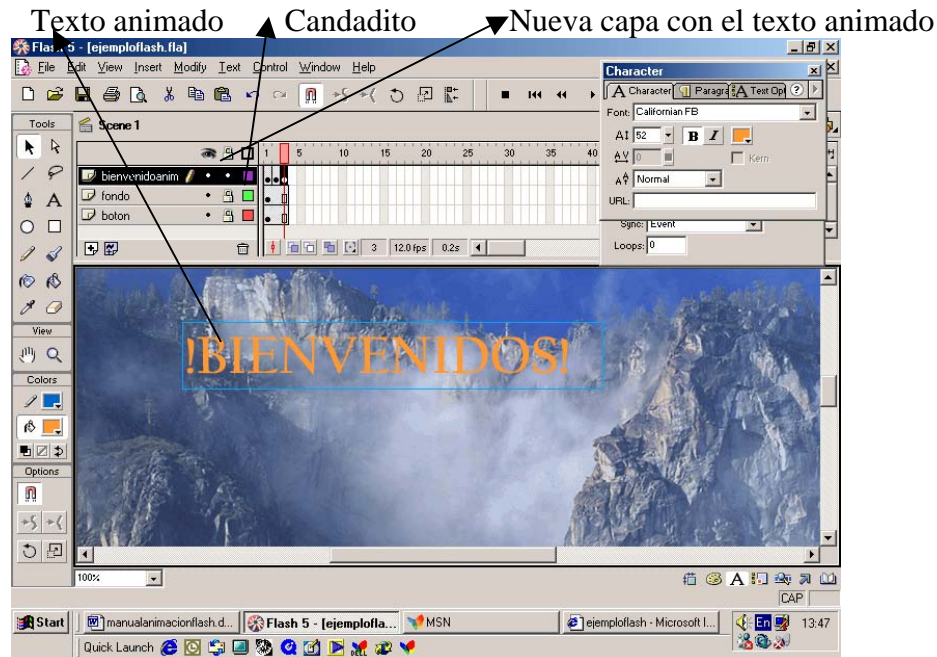 Texto animado Candadito Nueva capa con el texto animado
Flash 5 - [ejemploflash.fla]
File Edit View Insert Modify Text Control Window Help
Character
Character Paragra A Text Opt ?
Tools
Scene 1
Font: Californian FB
1 5 10 15 20 25 30 35 40
52 B I
A V 0 Kern
bienvenidoanim
fondo
Normal
boton
URL:
Sync: Event
3 12.0 fps 0.2s
Loops: 0
View
!BIENVENIDOS!
Colors
Options
100%
CAP
Start manualanimacionflash.d... Flash 5 - [ejemplofla... MSN ejemploflash - Microsoft I... En 13:47
Quick Launch